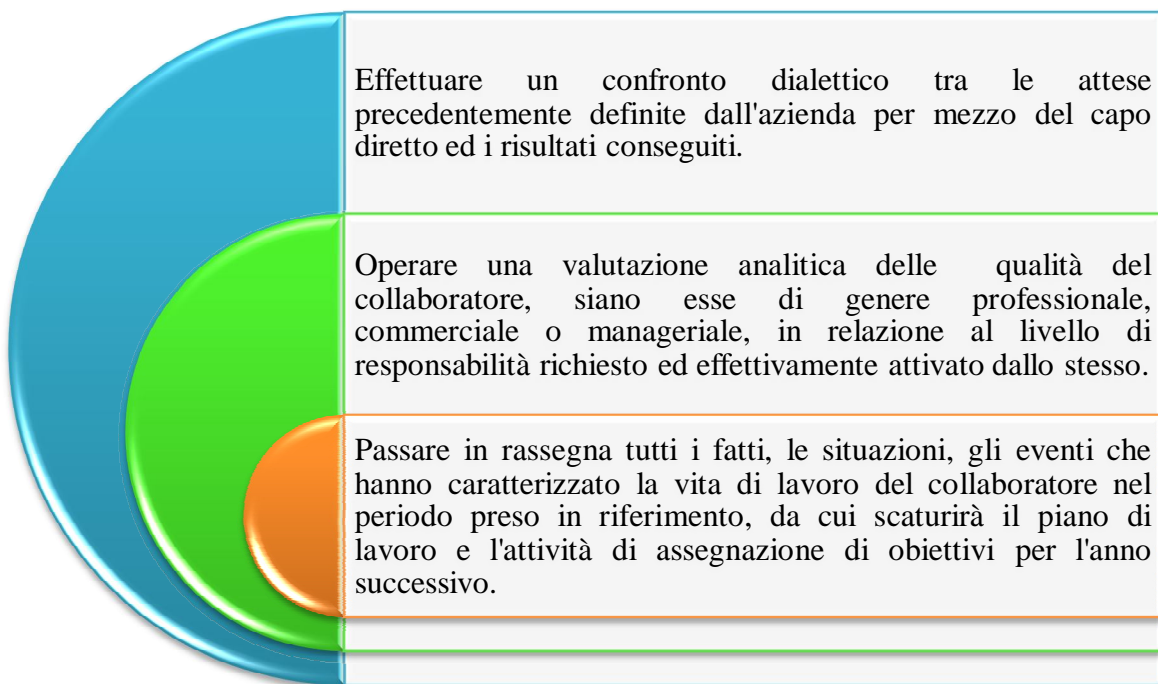 Effettuare un confronto dialettico tra le attese
precedentemente definite dall'azienda per mezzo del capo
diretto ed i risultati conseguiti.
Operare una valutazione analitica delle qualità del
collaboratore, siano esse di genere professionale,
commerciale o manageriale, in relazione al livello di
responsabilità richiesto ed effettivamente attivato dallo stesso.
Passare in rassegna tutti i fatti, le situazioni, gli eventi che
hanno caratterizzato la vita di lavoro del collaboratore nel
periodo preso in riferimento, da cui scaturirà il piano di
lavoro e l'attività di assegnazione di obiettivi per l'anno
successivo.